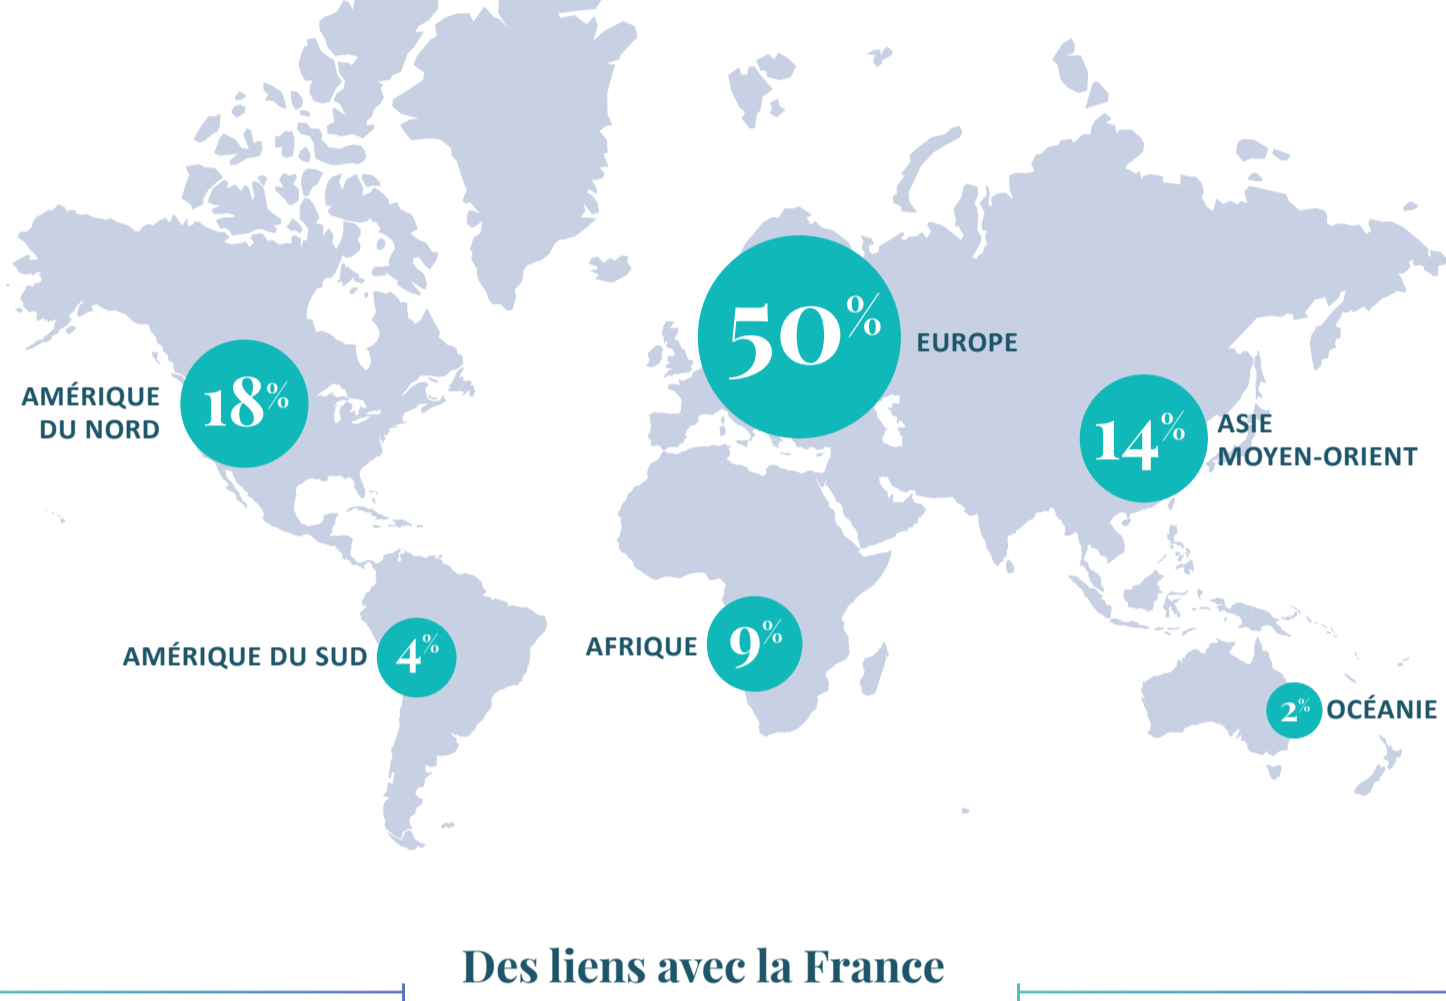 50%
EUROPE
AMÉRIQUE
DU NORD
18%
14%
ASIE
MOYEN-ORIENT
AMÉRIQUE DU SUD
4%
AFRIQUE
9%
2%
OCÉANIE
Des liens avec la France